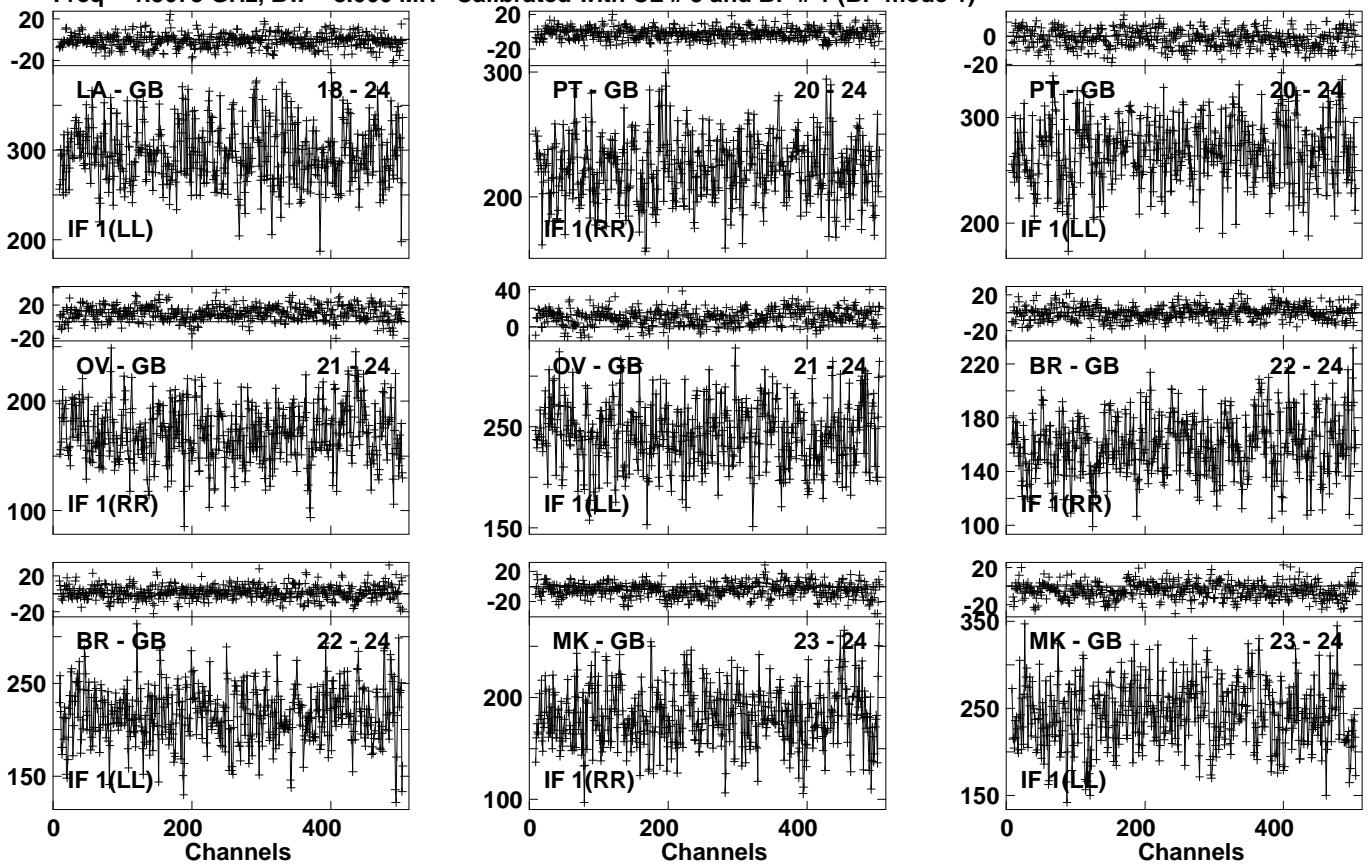 20 20 20
-20 -20 0
-20
LA - GB 18 - 24 300 PT - GB 20 - 24 PT - GB 20 - 24
300 300
200 200
200 IF 1(LL) IF 1(RR) IF 1(LL)
20 40 20
-20 0 -20
OV - GB 21 - 24 OV - GB 21 - 24 220 BR - GB 22 - 24
200 250 180
140
100 IF 1(RR) 150 IF 1(LL) 100 IF 1(RR)
20 20 20
-20 -20 -20
BR - GB 22 - 24 MK - GB 23 - 24 350 MK - GB 23 - 24
250 200 250
150 IF 1(LL) 100 IF 1(RR) 150 IF 1(LL)
0 200 400 0 200 400 0 200 400
Channels Channels Channels